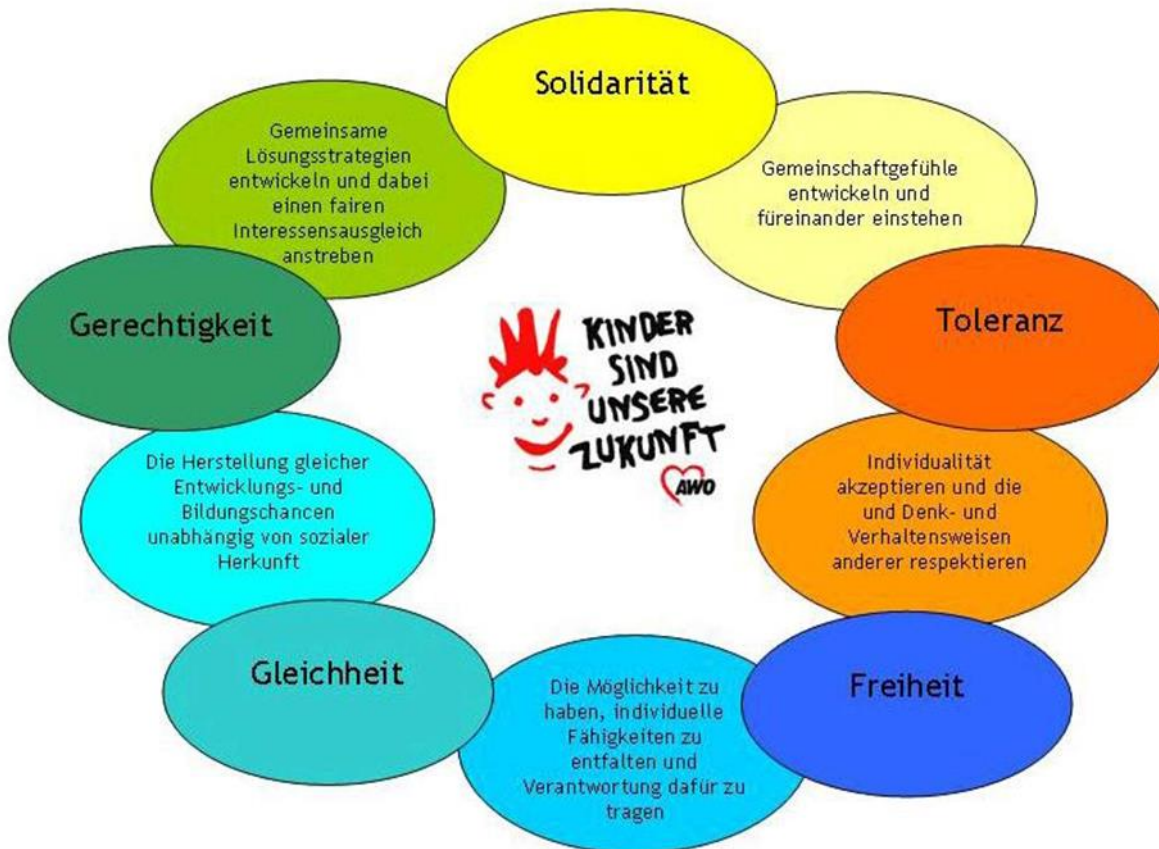 Solidarität
Gemeinschaftgefühle
entwickeln und
füreinander einstehen
Toleranz
Individualität
akzeptieren und die
und Denk- und
Verhaltensweisen
anderer respektieren
Freiheit
Die Möglichkeit zu
haben, individuelle
Fähigkeiten zu
entfalten und
Verantwortung dafür zu
tragen
Gleichheit
Die Herstellung gleicher
Entwicklungs- und
Bildungschancen
unabhängig von sozialer
Herkunft
Gerechtigkeit
Gemeinsame
Lösungsstrategien
entwickeln und dabei
einen fairen
Interessensausgleich
anstreben
KINDER
SIND
UNSERE
ZUKUNFT
AWO